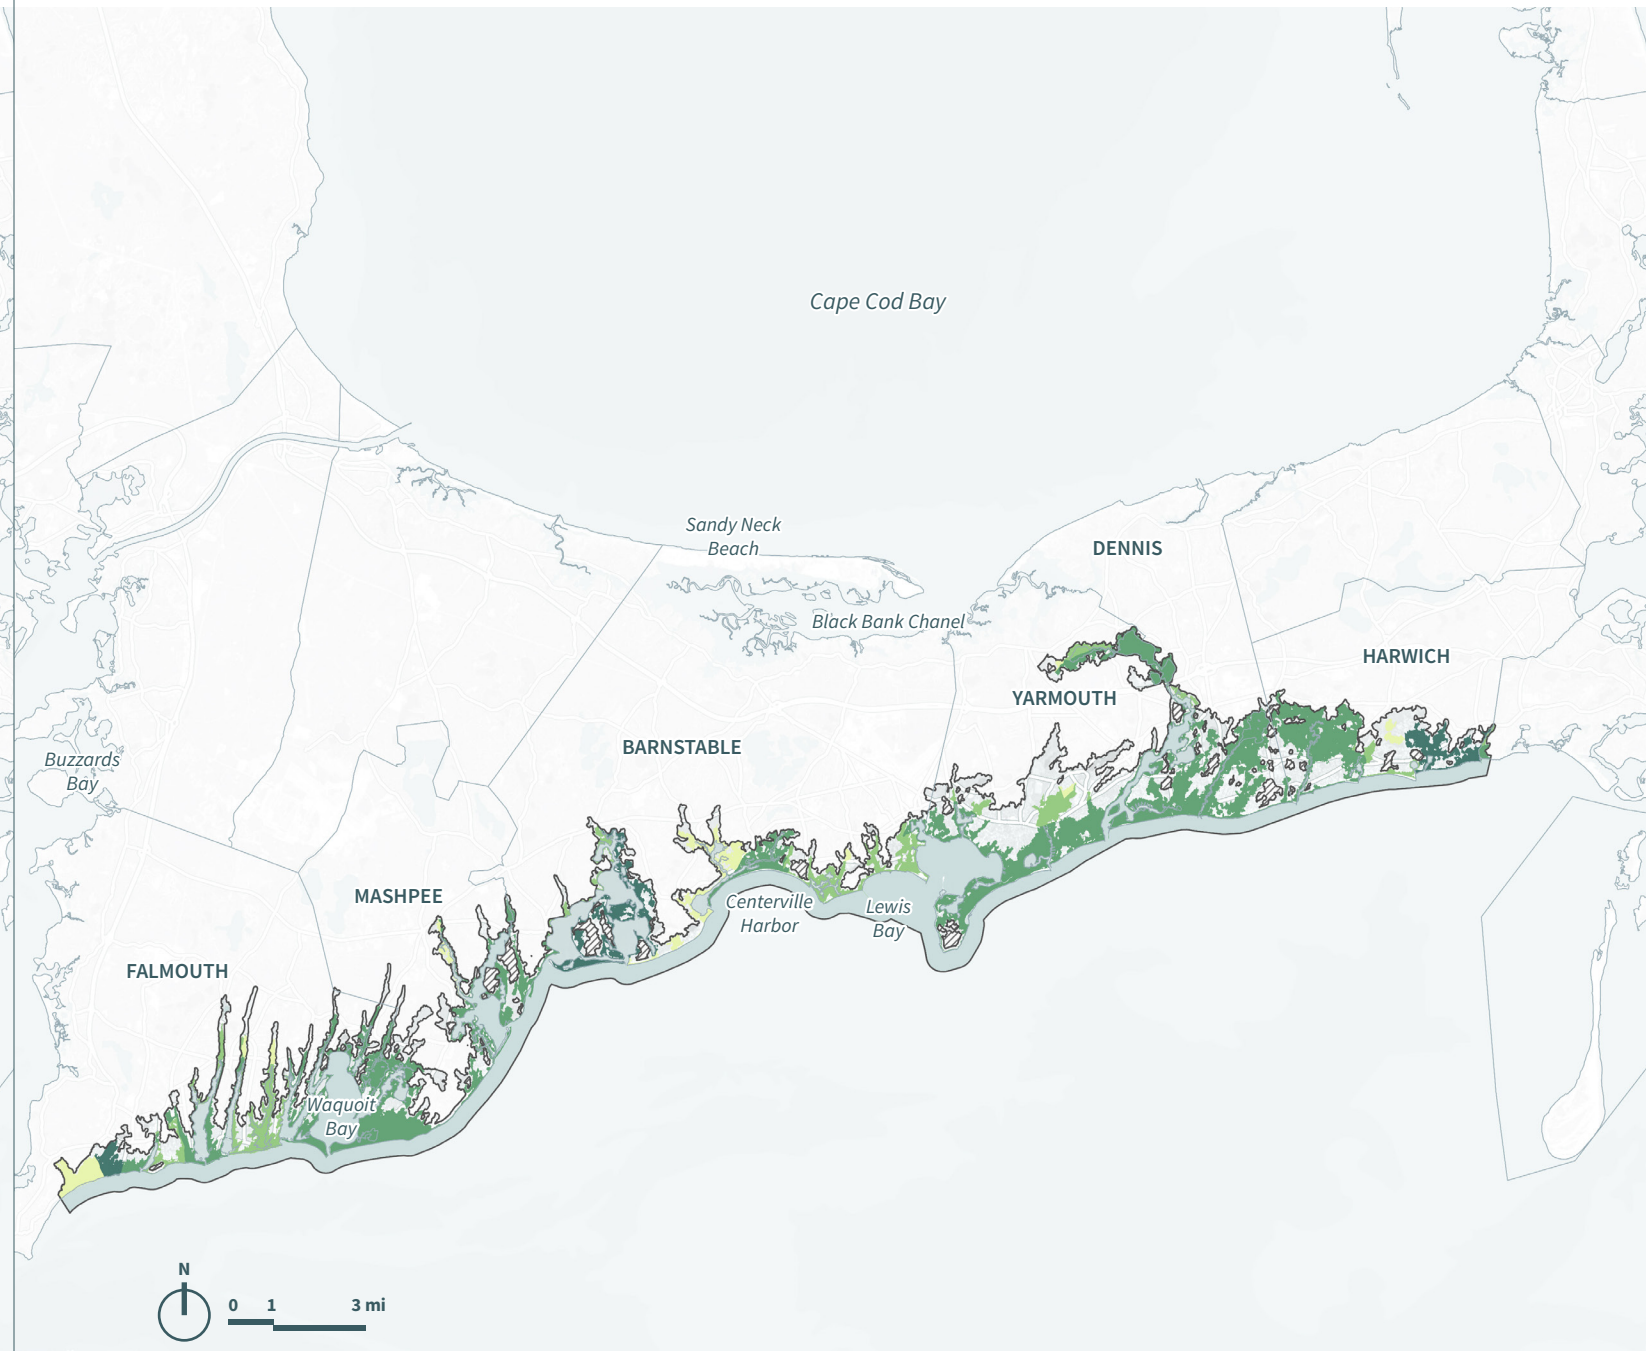 Cape Cod Bay
Sandy Neck
Beach
DENNIS
Black Bank Chanel
HARWICH
YARMOUTH
BARNSTABLE
Buzzards
Bay
MASHPEE
Centerville
Harbor
Lewis
Bay
FALMOUTH
Waquoit
Bay
N
0 1 3 mi